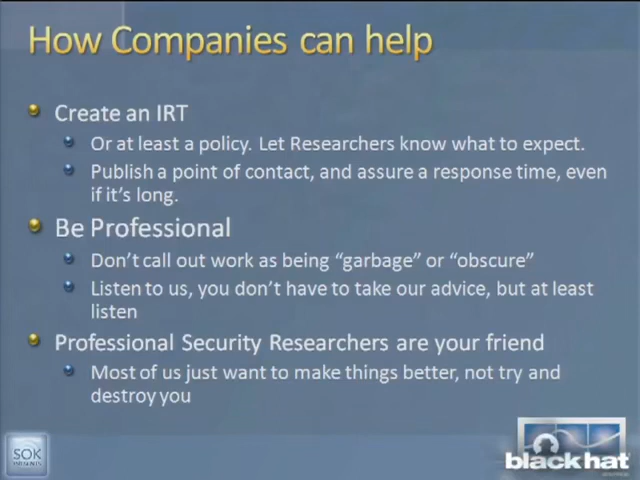 How Companies can help
Create an IRT
Or at least a policy. Let Researchers know what to expect.
Publish a point of contact, and assure a response time, even
if it's long.
Be Professional
Don't call out work as being “garbage” or “obscure”
Listen to us, you don't have to take our advice, but at least
listen
Professional Security Researchers are your friend
Most of us just want to make things better, not try and
destroy you
SOK
black hat